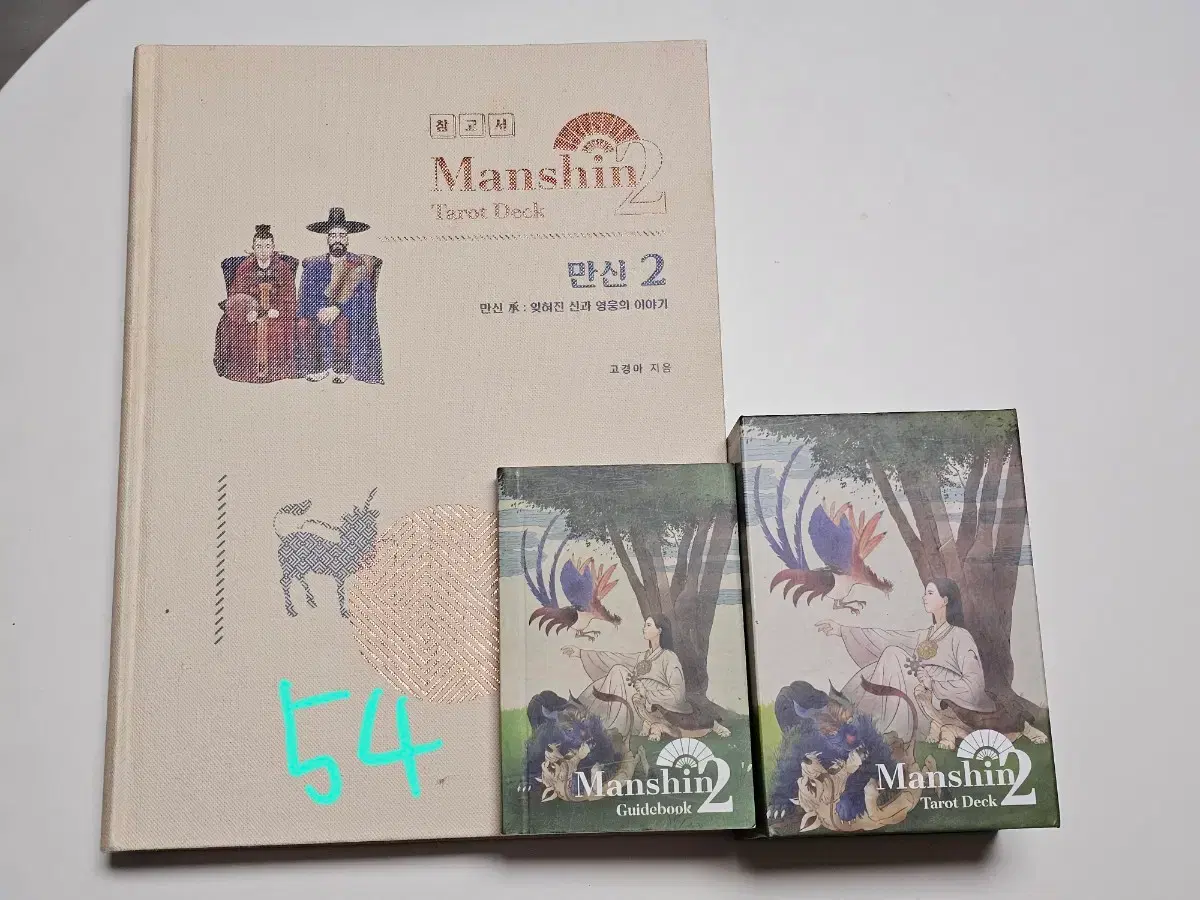 참고서
Manshin 2
Tarot Deck
만신 2
만신 承 : 잊혀진 신과 영웅의 이야기
고경아 지음
54
Manshin 2
Guidebook
Manshin 2
Tarot Deck